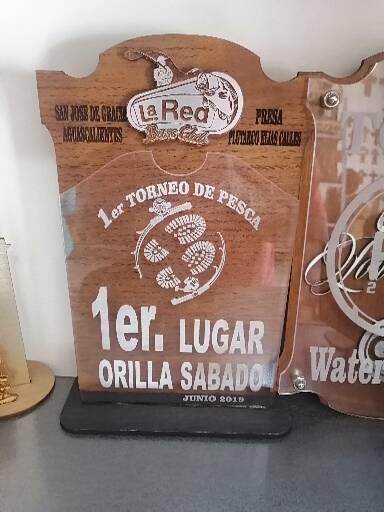 La Red
Bass Club
SAN JOSE DE GRACIA
AGUASCALIENTES
PRESA
PLUTARCO ELIAS CALLES
1er TORNEO DE PESCA
1er. LUGAR
ORILLA SABADO
JUNIO 2019
Water